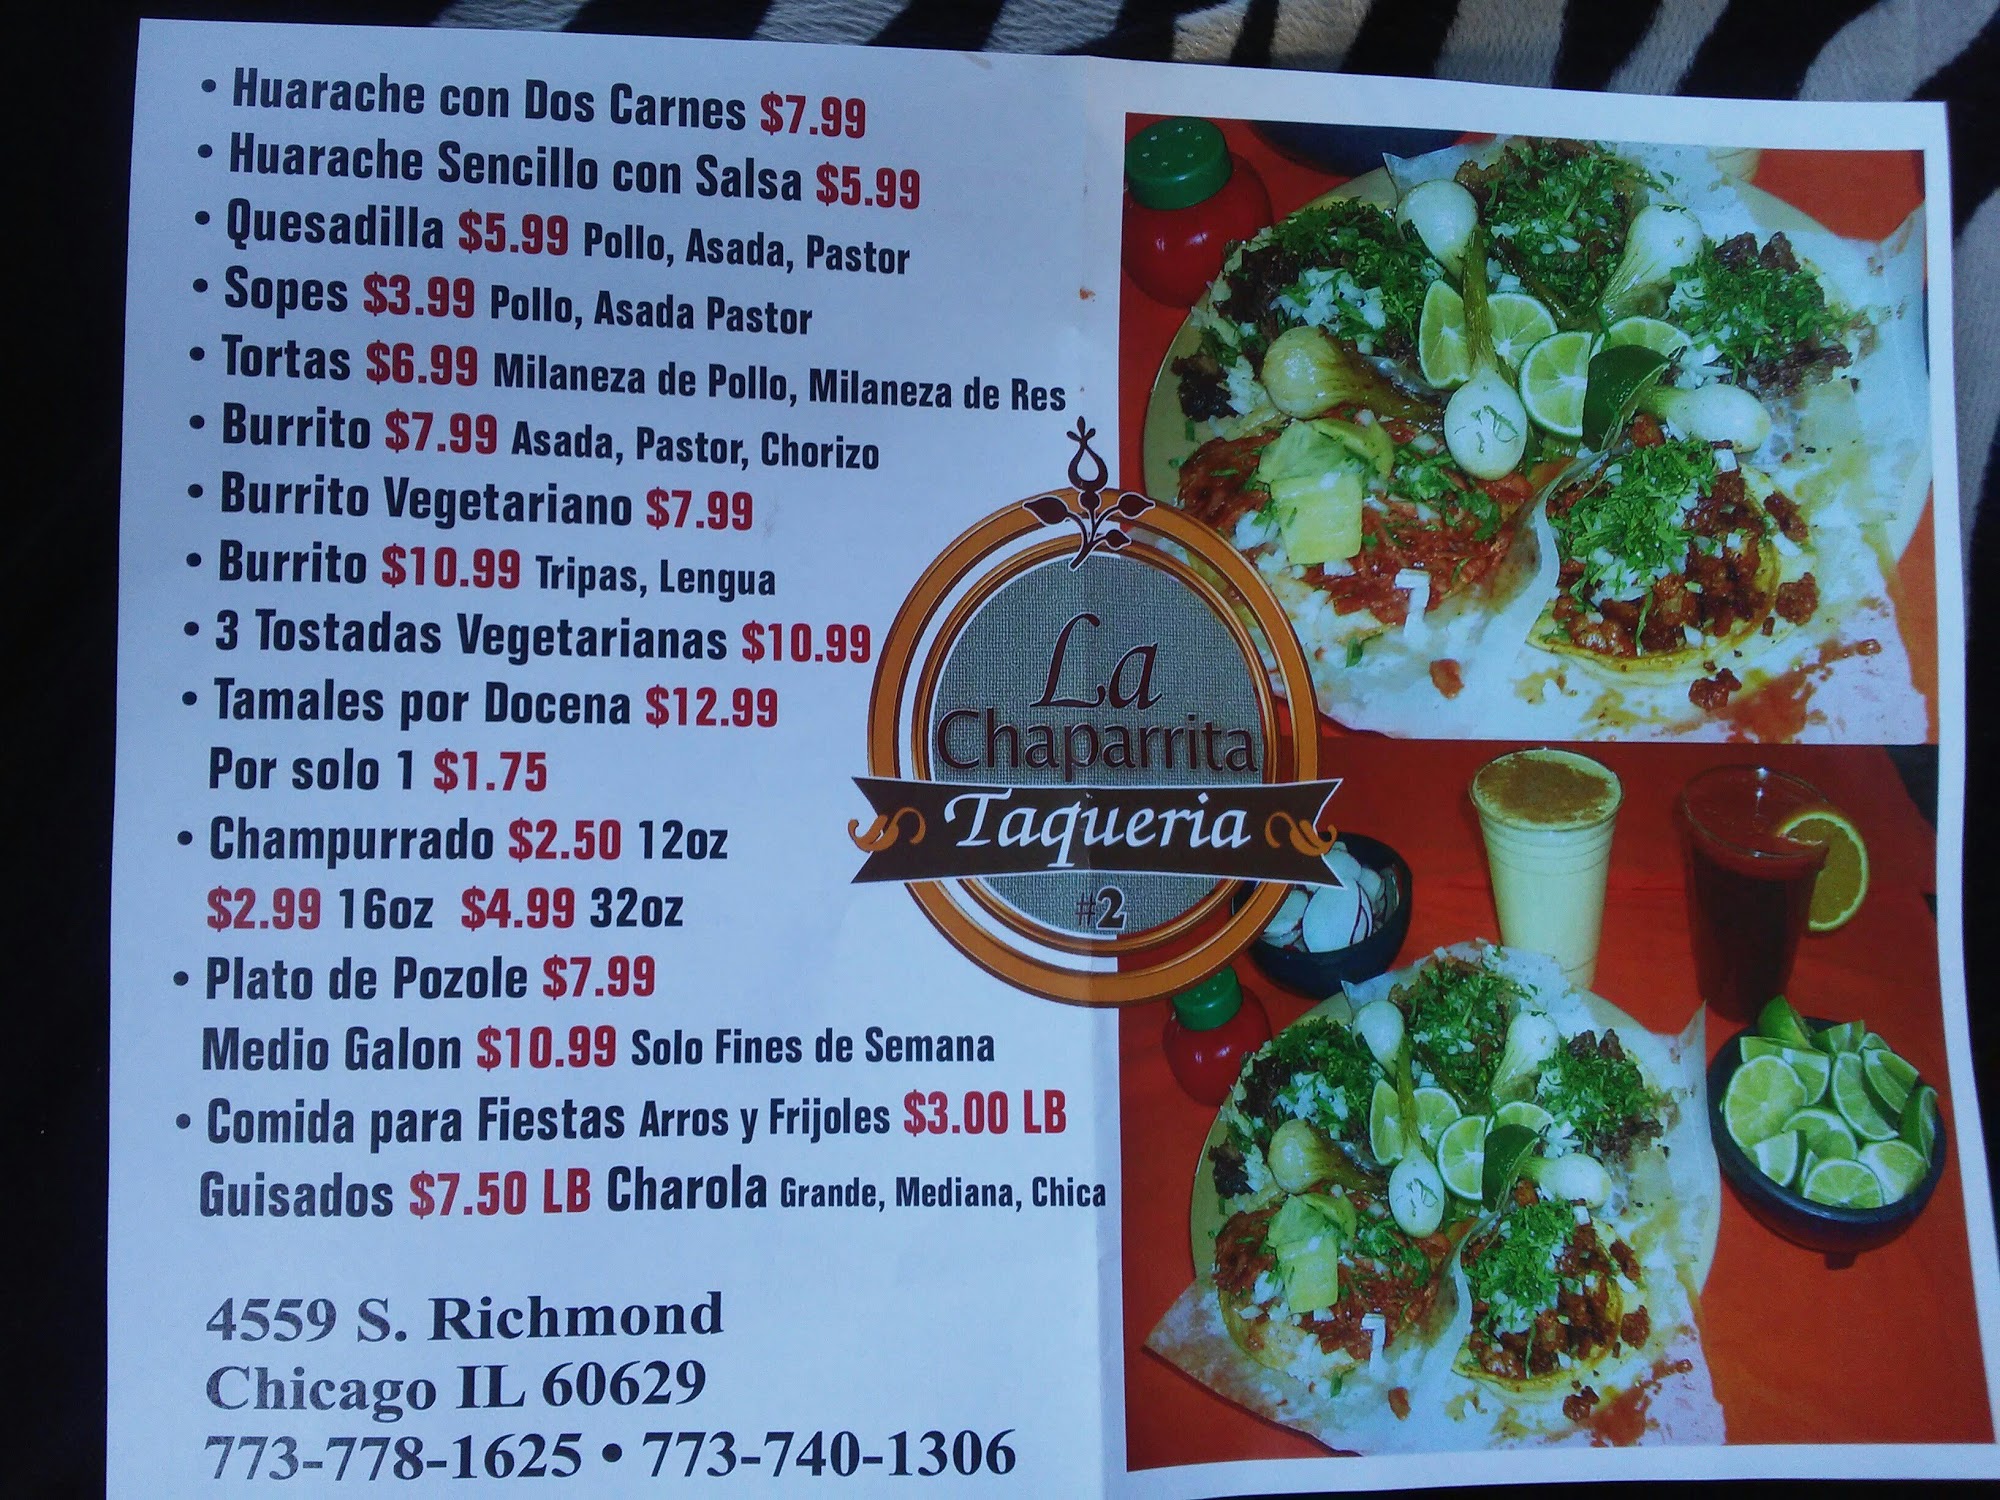 • Huarache con Dos Carnes $7.99
• Huarache Sencillo con Salsa $5.99
• Quesadilla $5.99 Pollo, Asada, Pastor
• Sopes $3.99 Pollo, Asada Pastor
• Tortas $6.99 Milaneza de Pollo, Milaneza de Res
• Burrito $7.99 Asada, Pastor, Chorizo
• Burrito Vegetariano $7.99
• Burrito $10.99 Tripas, Lengua
• 3 Tostadas Vegetarianas $10.99
• Tamales por Docena $12.99
Por solo 1 $1.75
• Champurrado $2.50 12oz
$2.99 16oz $4.99 32oz
• Plato de Pozole $7.99
Medio Galon $10.99 Solo Fines de Semana
• Comida para Fiestas Arros y Frijoles $3.00 LB
Guisados $7.50 LB Charola Grande, Mediana, Chica
4559 S. Richmond
Chicago IL 60629
773-778-1625 • 773-740-1306
La
Chaparrita
Taqueria
#2